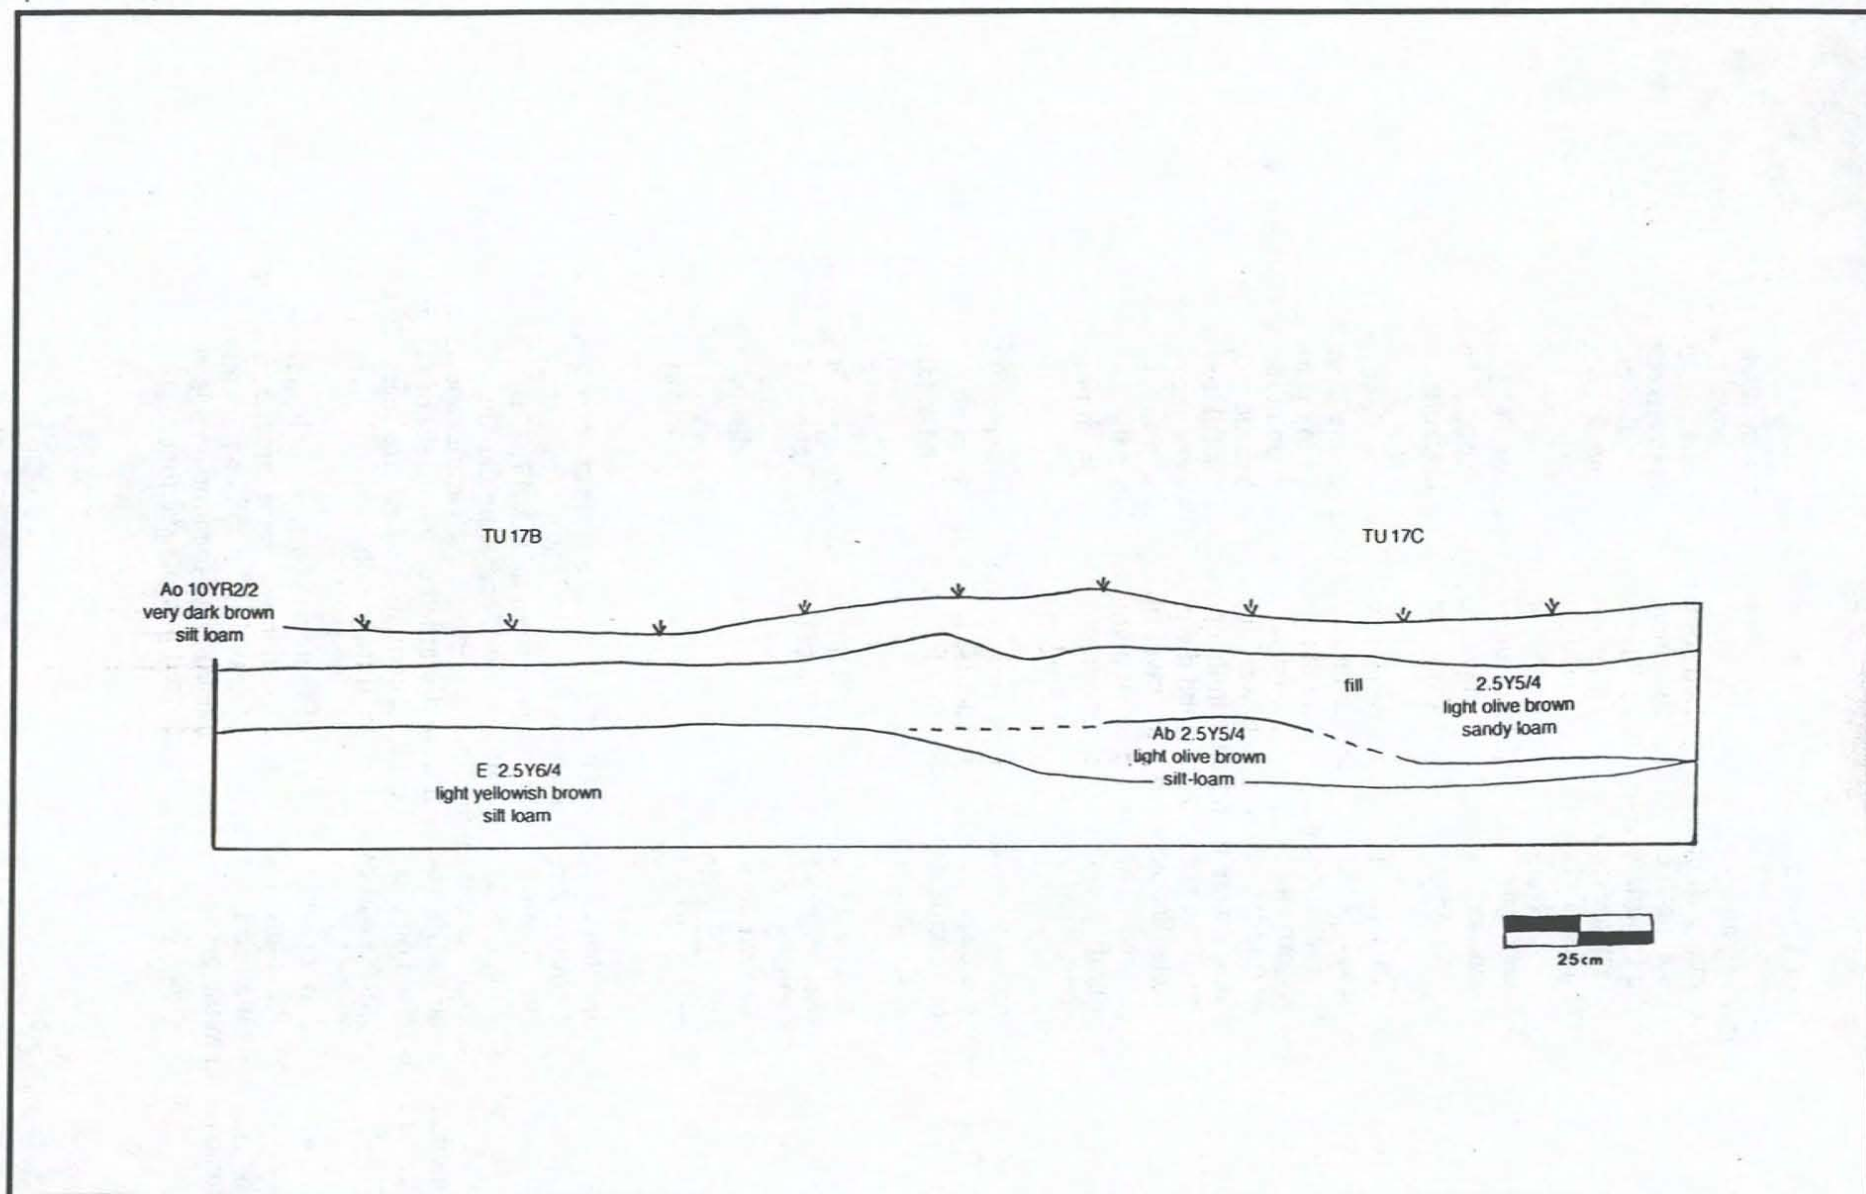 TU 17B
TU 17C
Ao 10YR2/2
very dark brown
silt loam
fill
2.5Y5/4
light olive brown
sandy loam
Ab 2.5Y5/4
light olive brown
silt-loam
E 2.5Y6/4
light yellowish brown
silt loam
25cm